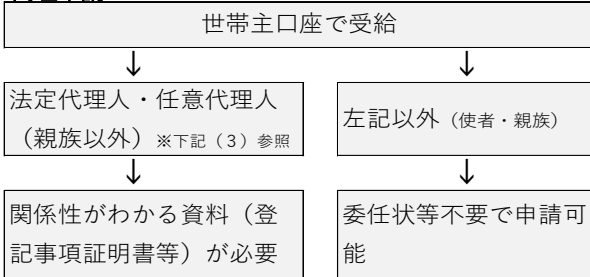 世帯主口座で受給
↓ ↓
法定代理人・任意代理人
（親族以外）※下記（3）参照
左記以外（使者・親族）
↓ ↓
関係性がわかる資料（登
記事項証明書等）が必要
委任状等不要で申請可
能